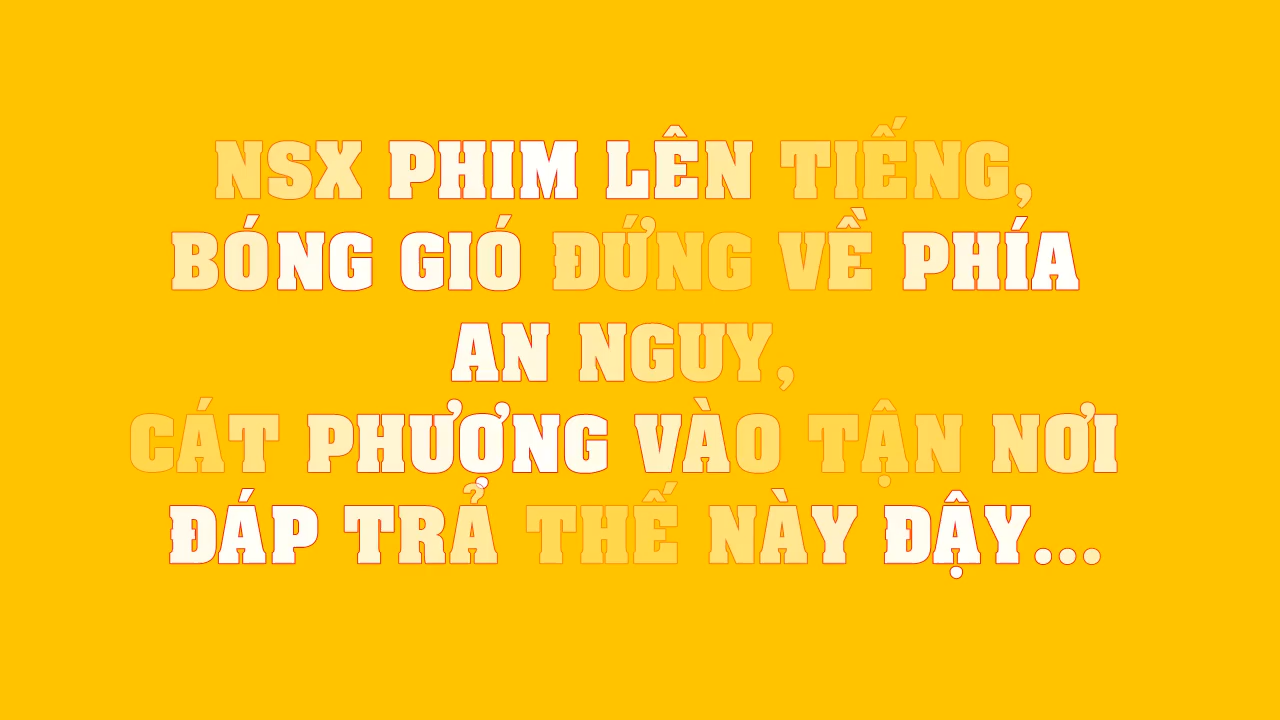 NSX PHIM LÊN TIẾNG,
BÓNG GIÓ ĐỨNG VỀ PHÍA
AN NGUY,
CÁT PHƯỢNG VÀO TẬN NƠI
ĐÁP TRẢ THẾ NÀY ĐẬY...